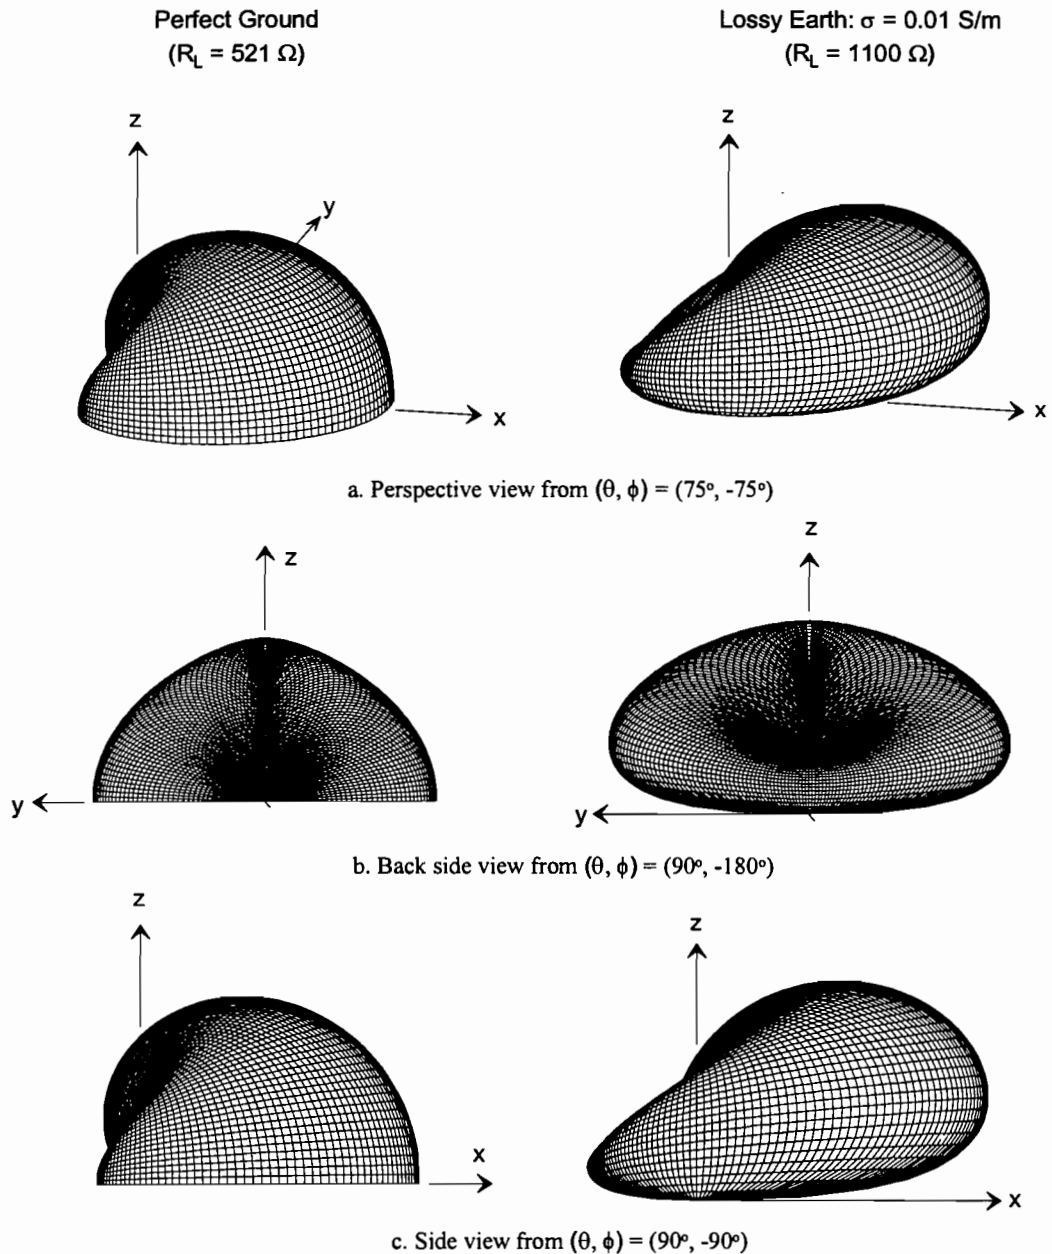 Perfect Ground
(R_L = 521 Ω)
Lossy Earth: σ = 0.01 S/m
(R_L = 1100 Ω)
z
y
x
z
x
a. Perspective view from (θ, ϕ) = (75°, -75°)
z
y
z
y
b. Back side view from (θ, ϕ) = (90°, -180°)
z
x
z
x
c. Side view from (θ, ϕ) = (90°, -90°)